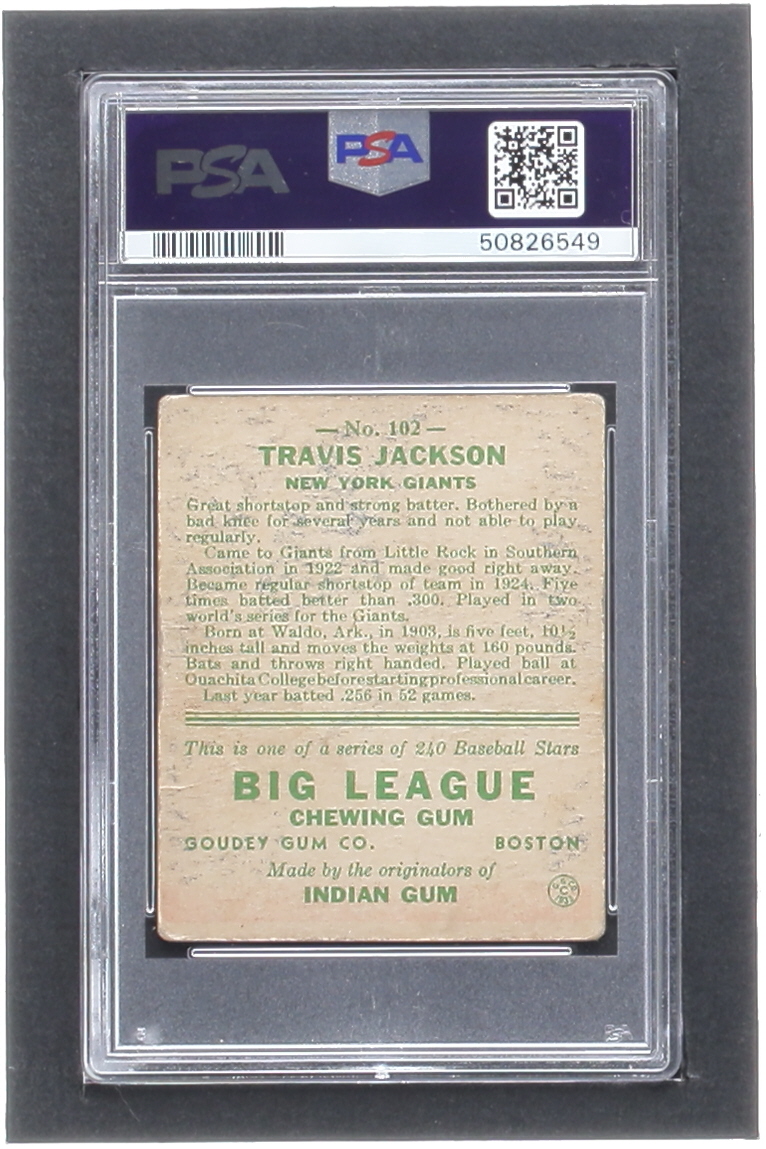 PSA
PSA
50826549
— No. 102 —
TRAVIS JACKSON
NEW YORK GIANTS
Great shortstop and strong batter. Bothered by a
bad knee for several years and not able to play
regularly.
Came to Giants from Little Rock in Southern
Association in 1922 and made good right away.
Became regular shortstop of team in 1924. Five
times batted better than .300. Played in two
world's series for the Giants.
Born at Waldo, Ark., in 1903, is five feet, 10½
inches tall and moves the weights at 160 pounds.
Bats and throws right handed. Played ball at
Ouachita College before starting professional career.
Last year batted .256 in 52 games.
This is one of a series of 240 Baseball Stars
BIG LEAGUE
CHEWING GUM
GOUDEY GUM CO. BOSTON
Made by the originators of
INDIAN GUM
PSA